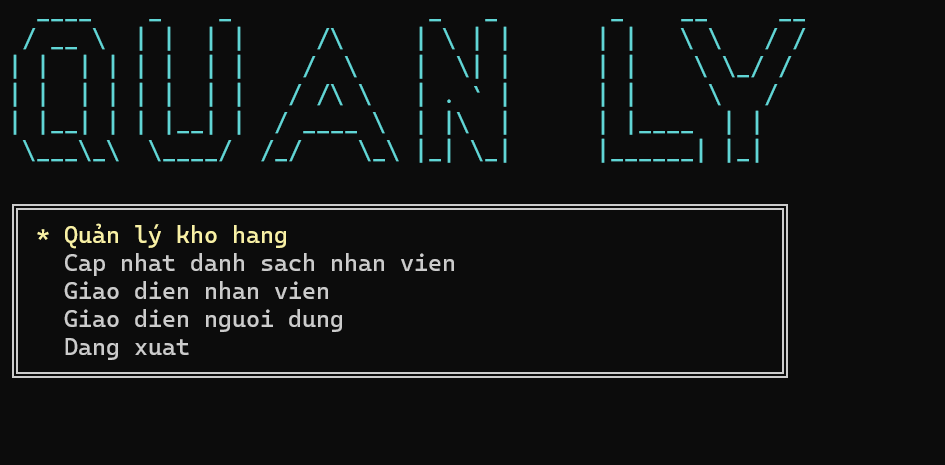 QUAN LY
* Quản lý kho hang
Cap nhat danh sach nhan vien
Giao dien nhan vien
Giao dien nguoi dung
Dang xuat